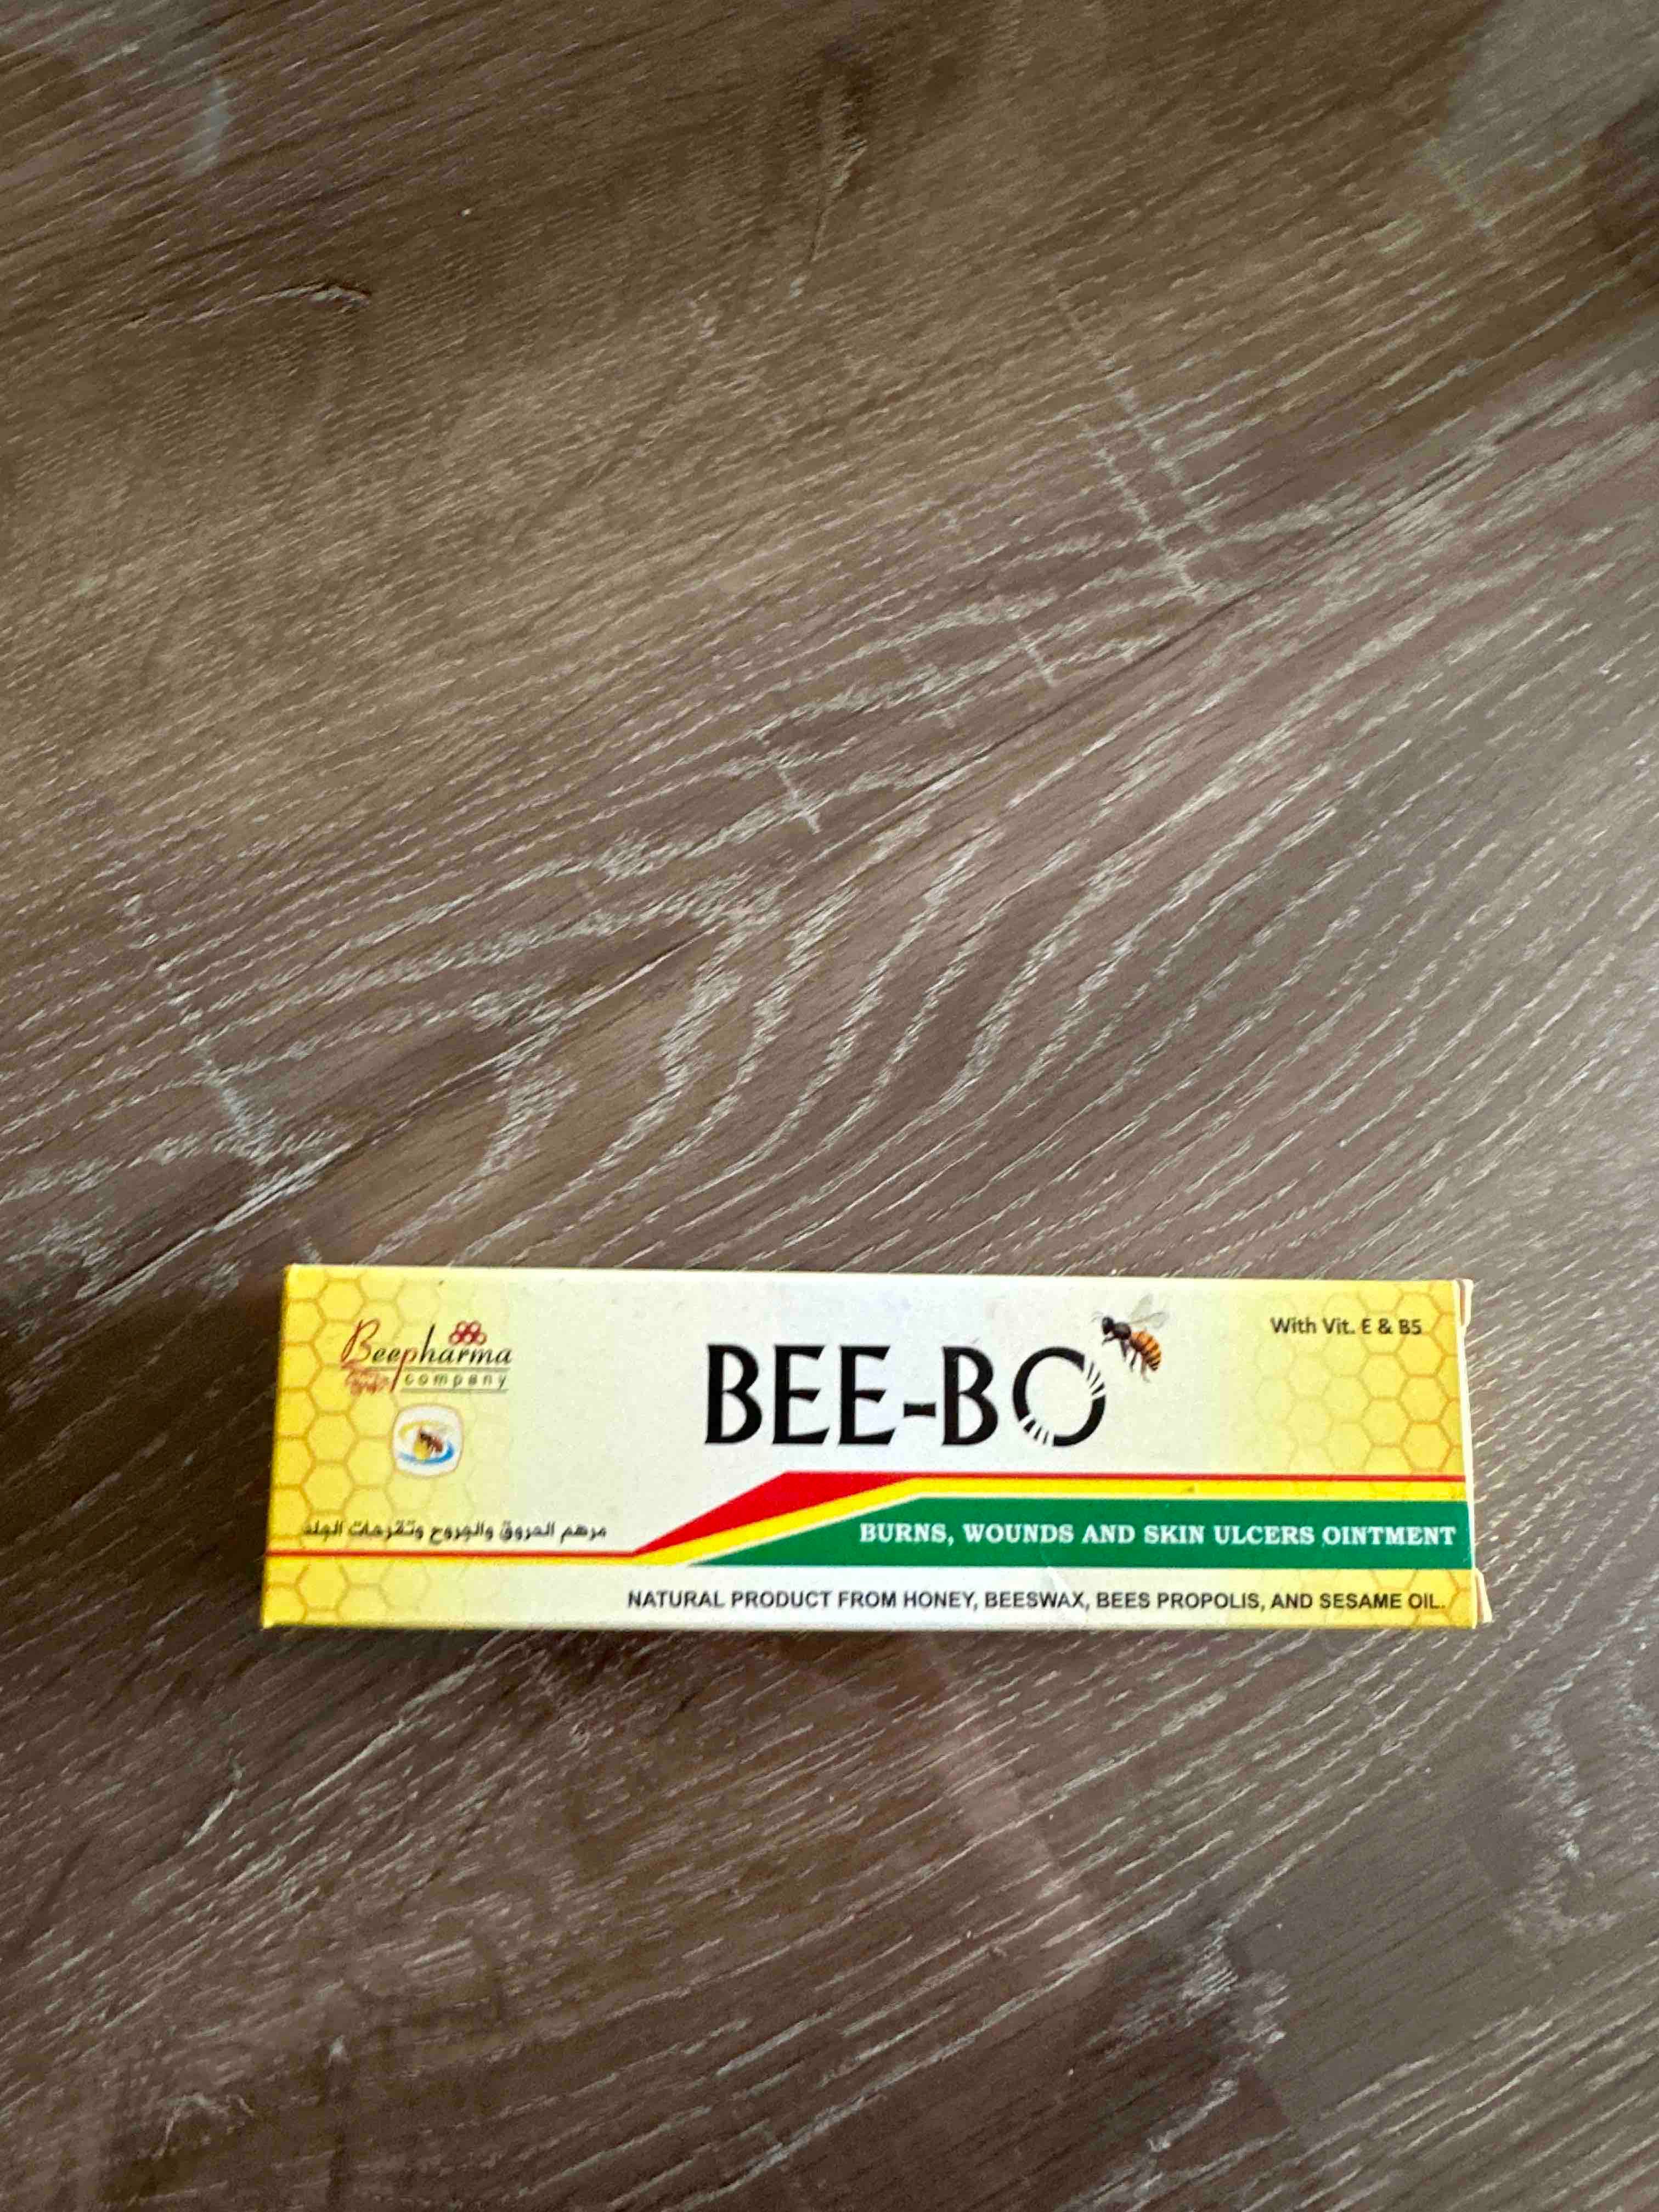 Beepharma
company
With Vit. E & B5
BEE-BO
مرهم الحروق والجروح وتقرحات الجلد
BURNS, WOUNDS AND SKIN ULCERS OINTMENT
NATURAL PRODUCT FROM HONEY, BEESWAX, BEES PROPOLIS, AND SESAME OIL.